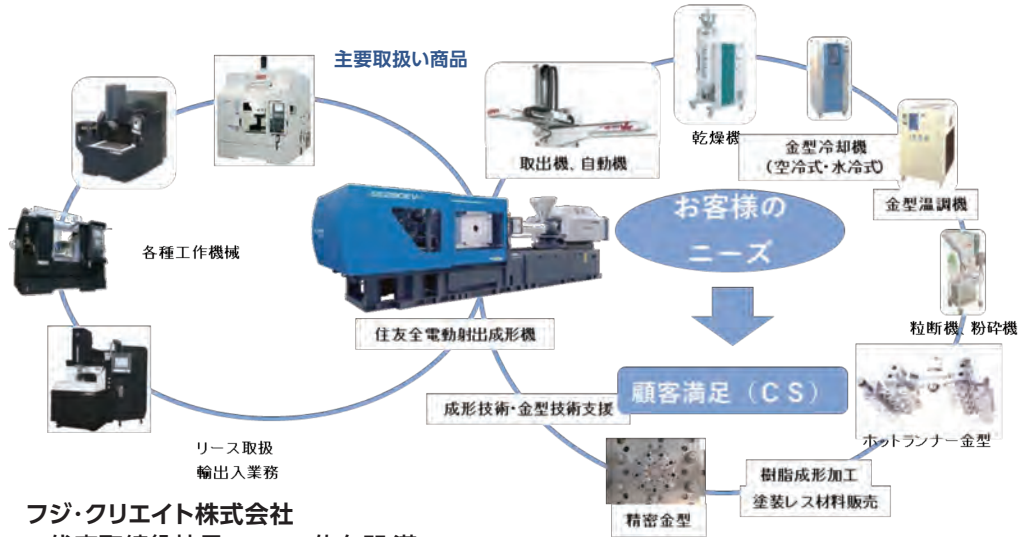 主要取扱い商品
取出機、自動機
乾燥機
金型冷却機
(空冷式・水冷式)
金型温調機
お客様の
ニーズ
各種工作機械
粒断機、粉砕機
住友全電動射出成形機
顧客満足（CS）
成形技術・金型技術支援
ホットランナー金型
リース取扱
輸出入業務
樹脂成形加工
塗装レス材料販売
精密金型
フジ・クリエイト株式会社